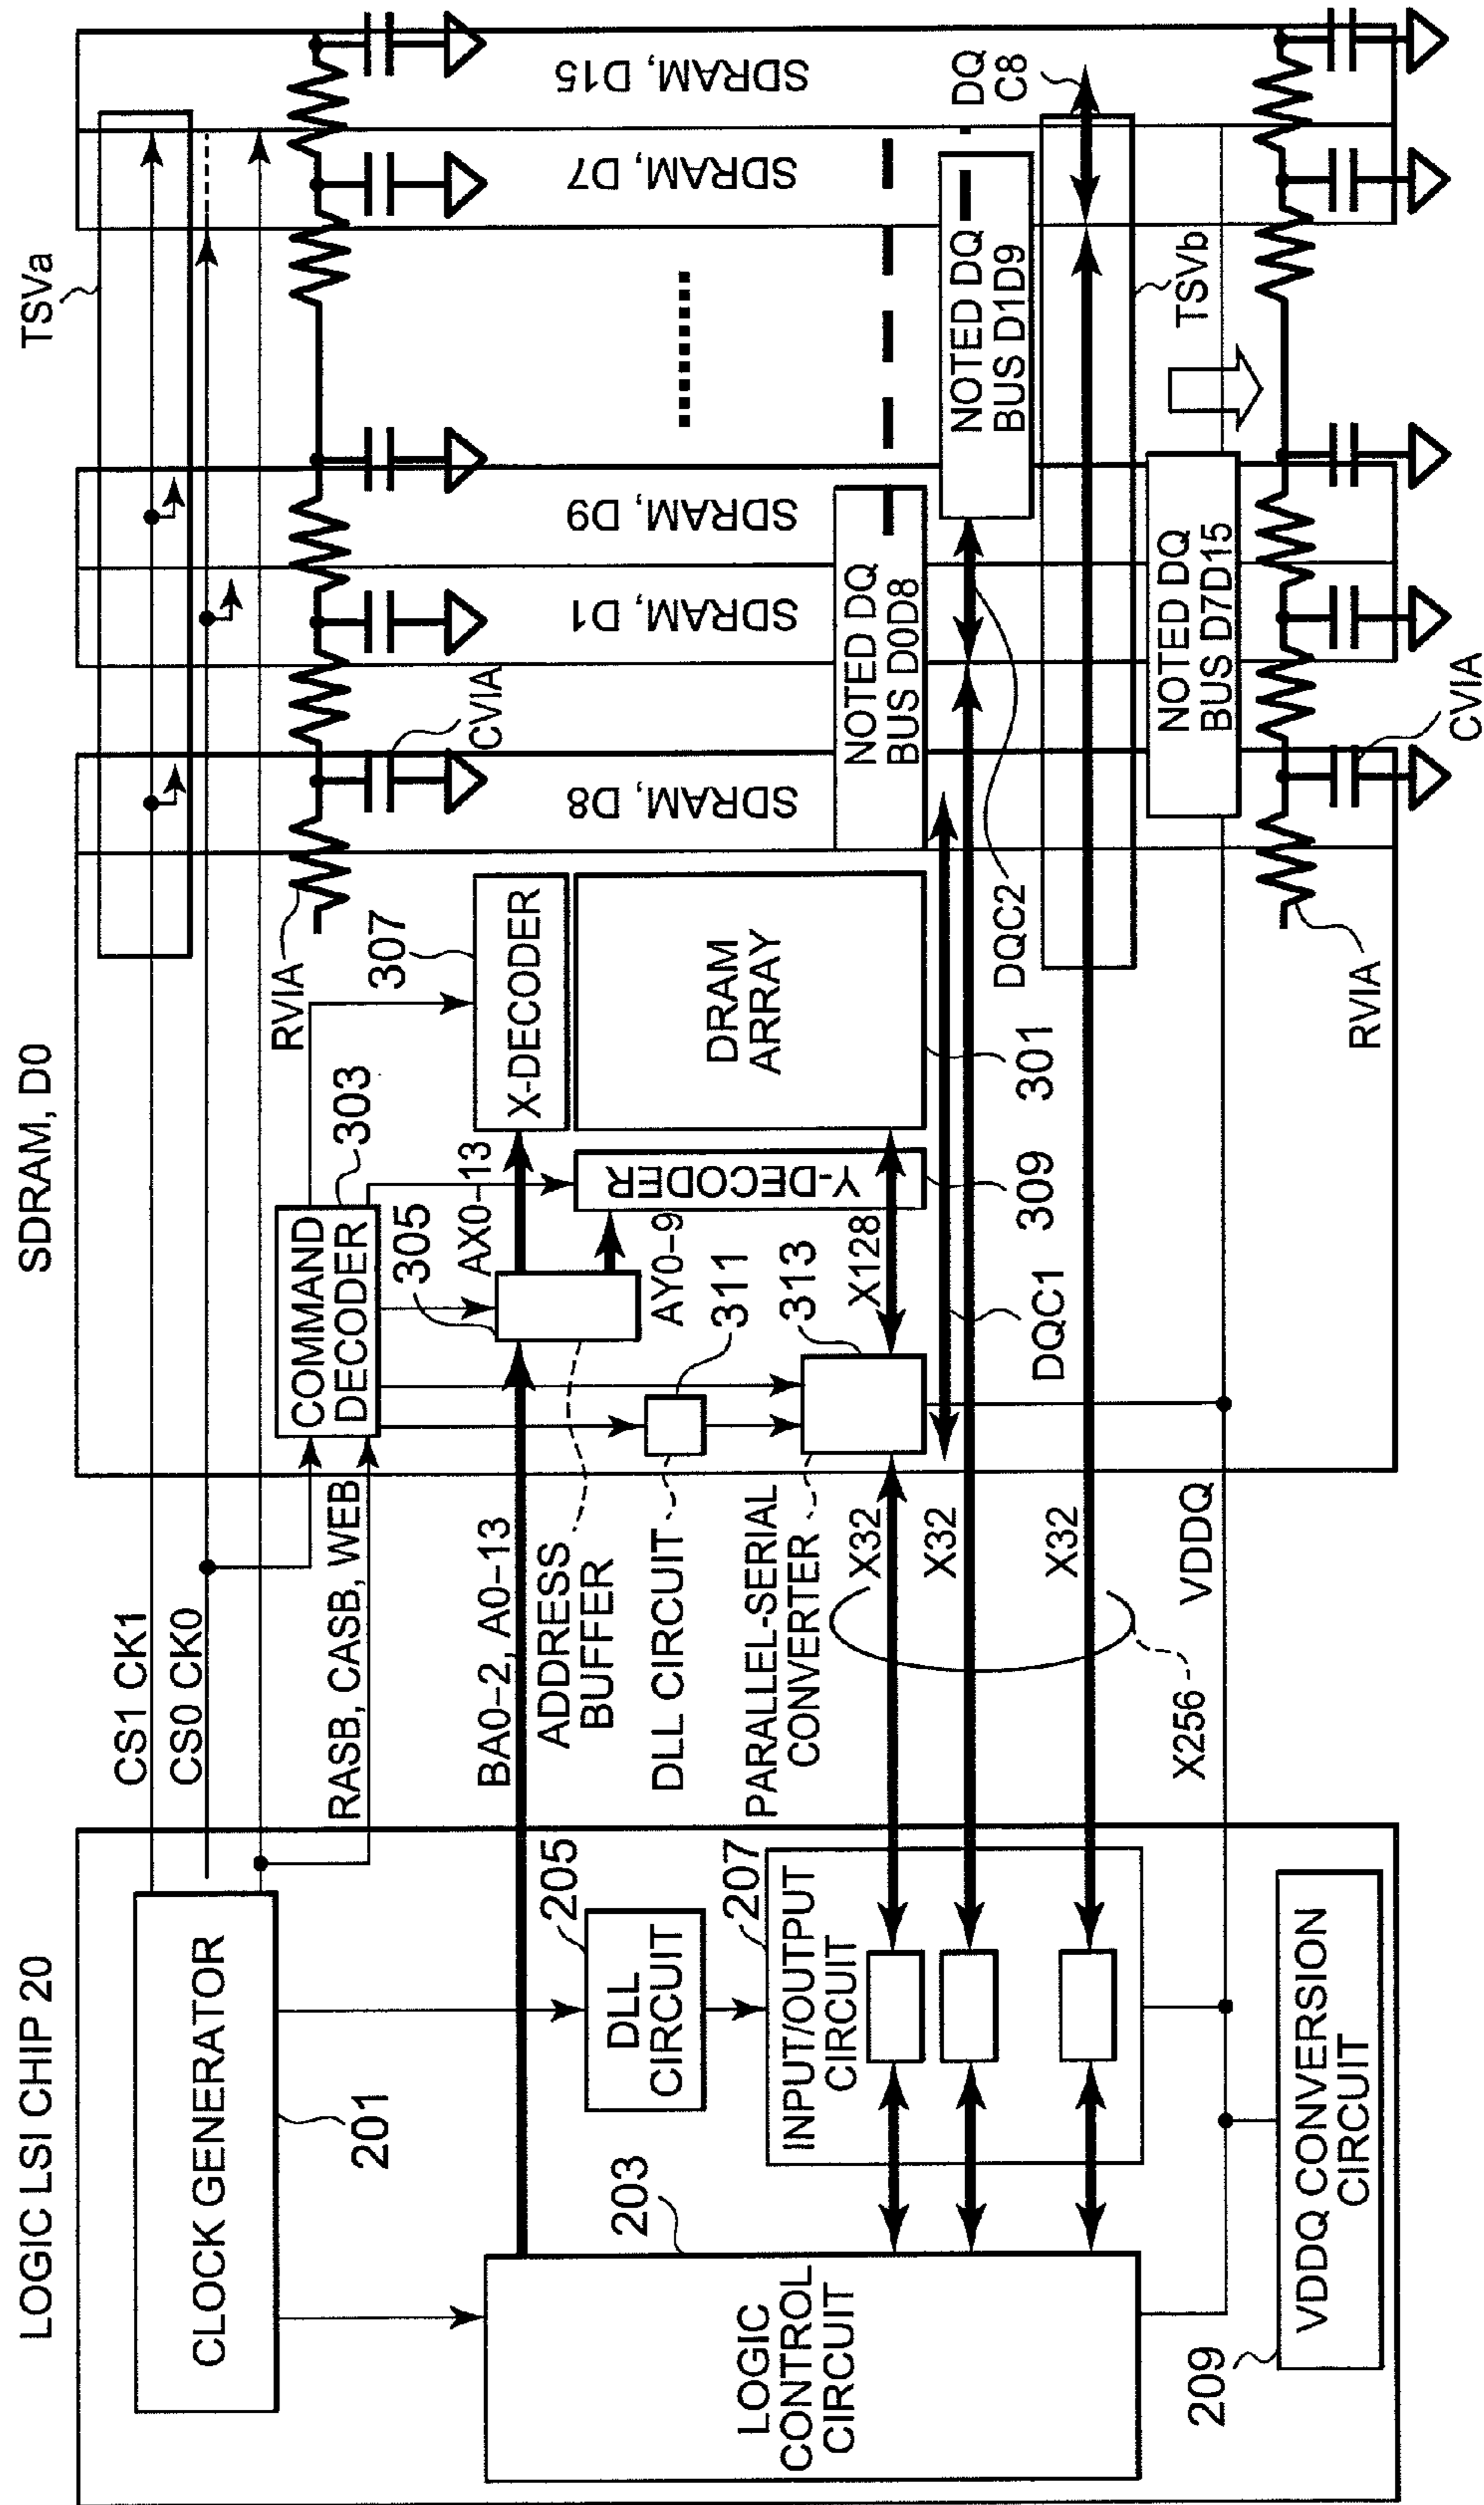 LOGIC LSI CHIP 20
CLOCK GENERATOR
201
LOGIC
CONTROL
CIRCUIT
203
DLL
CIRCUIT
205
INPUT/OUTPUT
CIRCUIT
207
VDDQ CONVERSION
CIRCUIT
209
CS1 CK1
CS0 CK0
RASB, CASB, WEB
BA0-2, A0-13
ADDRESS
BUFFER
DLL CIRCUIT
PARALLEL-SERIAL
CONVERTER
X32
X32
X32
X256
VDDQ
SDRAM, D0
COMMAND
DECODER
303
305
AX0-13
AY0-9
311
313
X128
X-DECODER
307
Y-DECODER
309
DRAM
ARRAY
301
DQC1
DQC2
RVIA
CVIA
RVIA
CVIA
SDRAM, D8
SDRAM, D1
SDRAM, D9
SDRAM, D7
SDRAM, D15
NOTED DQ
BUS D0D8
NOTED DQ
BUS D1D9
NOTED DQ
BUS D7D15
DQ
C8
TSVa
TSVb